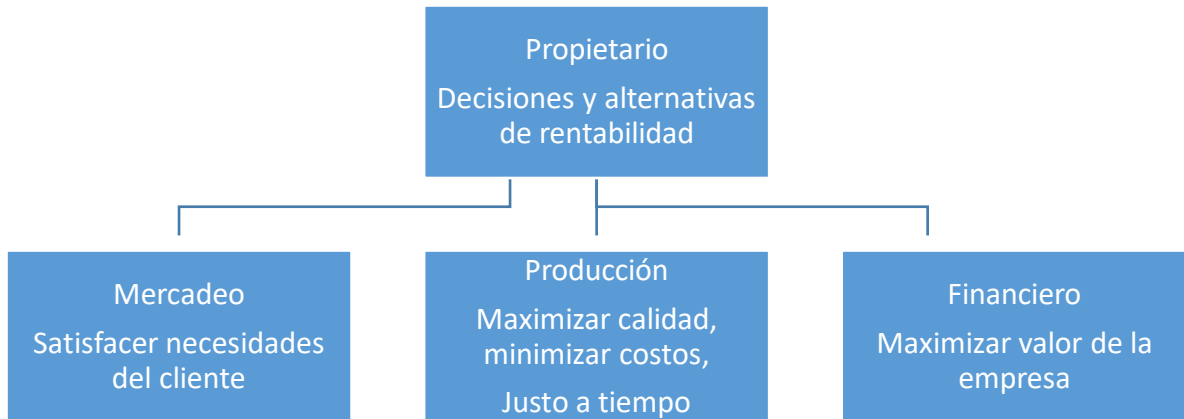 Propietario
Decisiones y alternativas
de rentabilidad
Mercadeo
Satisfacer necesidades
del cliente
Producción
Maximizar calidad,
minimizar costos,
Justo a tiempo
Financiero
Maximizar valor de la
empresa